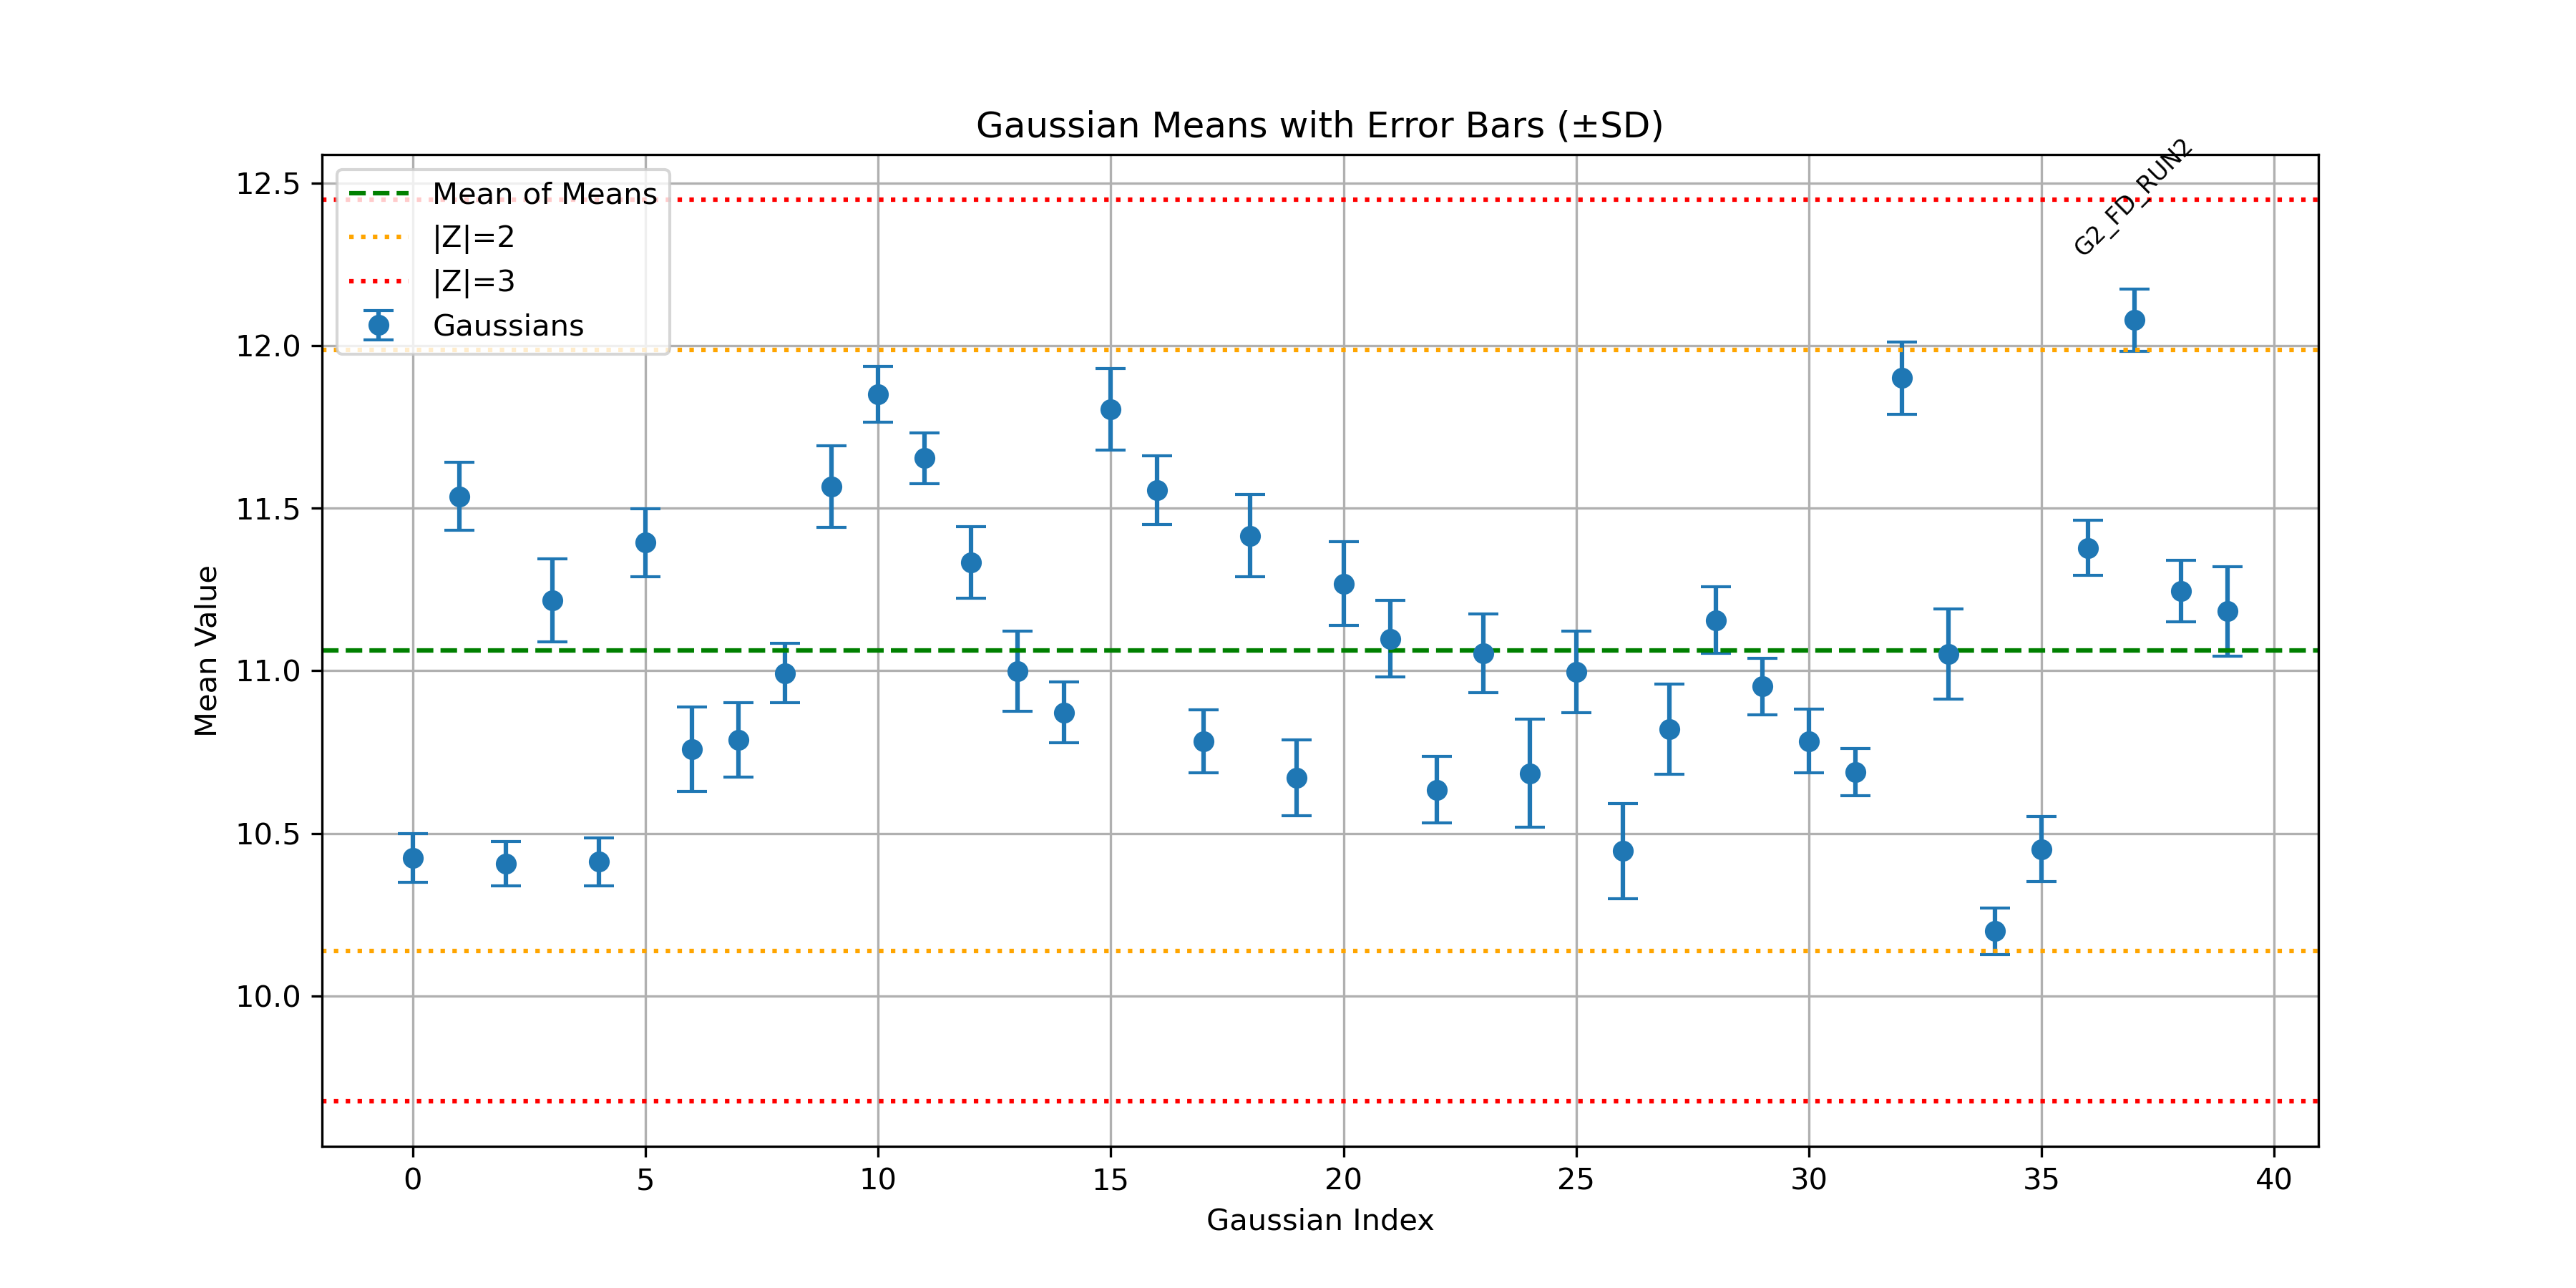 Gaussian Means with Error Bars (±SD)
G2_FD_RUN2
Mean of Means
|Z|=2
|Z|=3
Gaussians
12.5
12.0
11.5
11.0
10.5
10.0
Mean Value
0 5 10 15 20 25 30 35 40
Gaussian Index